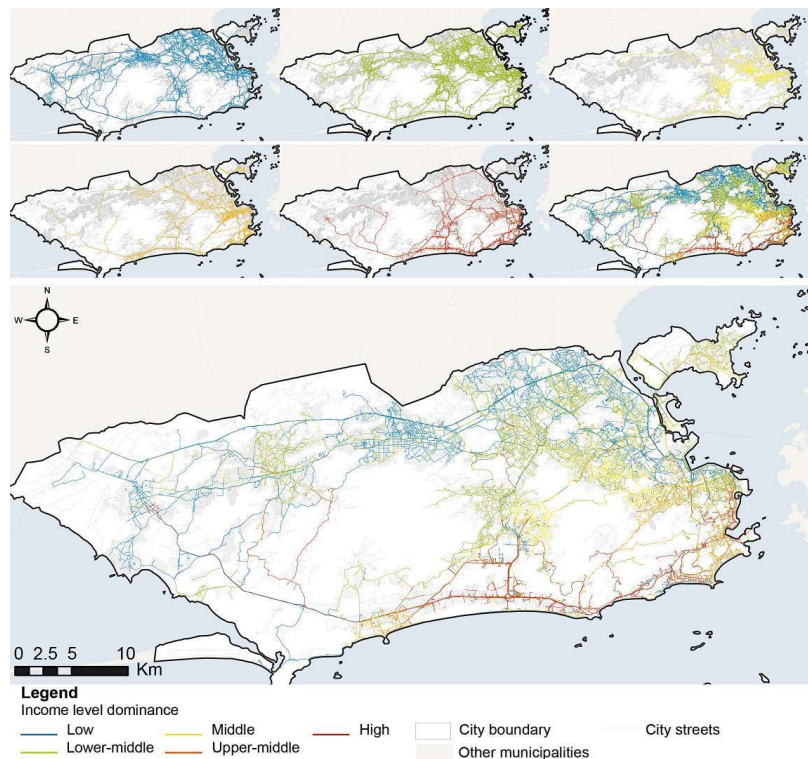 N
W E
S
0 2.5 5 10
Km
Legend
Income level dominance
Low Middle High City boundary City streets
Lower-middle Upper-middle Other municipalities